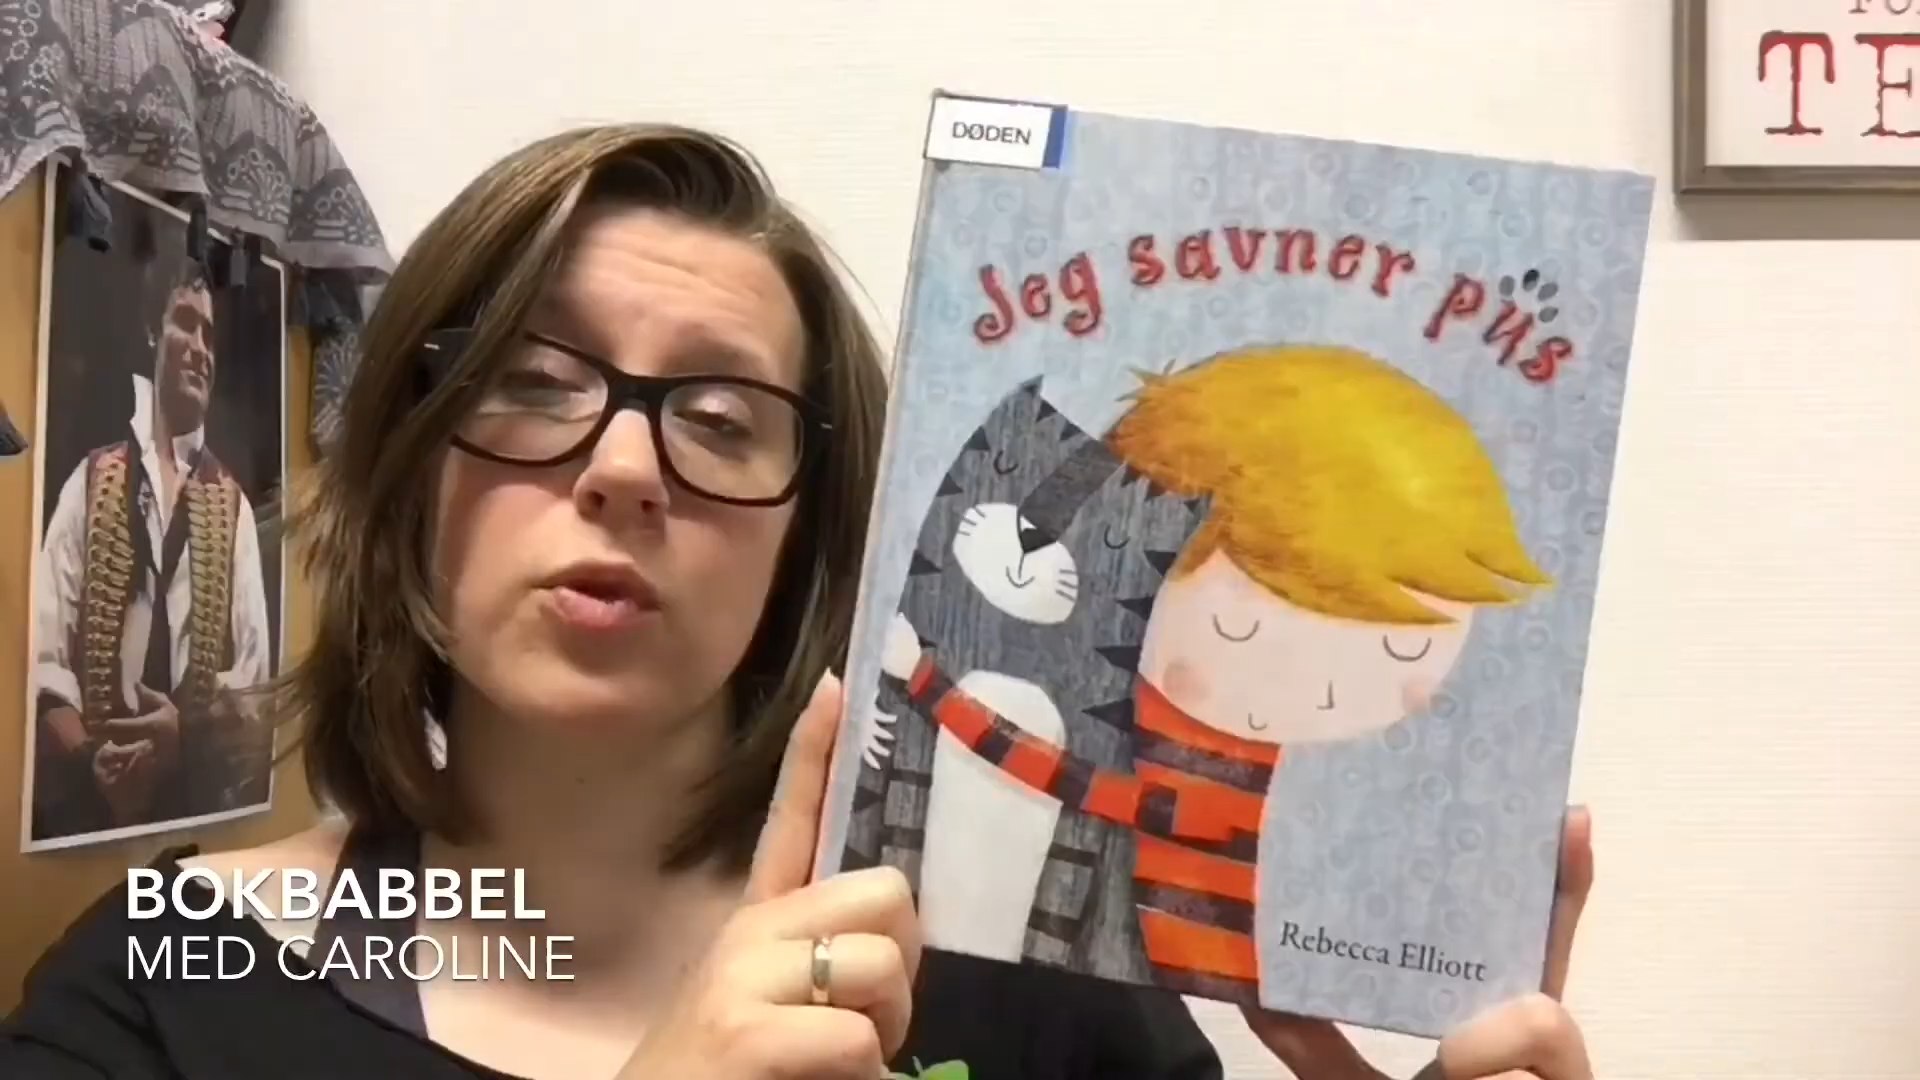 DØDEN
Jeg savner pus
Rebecca Elliott
TE
BOKBABBEL
MED CAROLINE